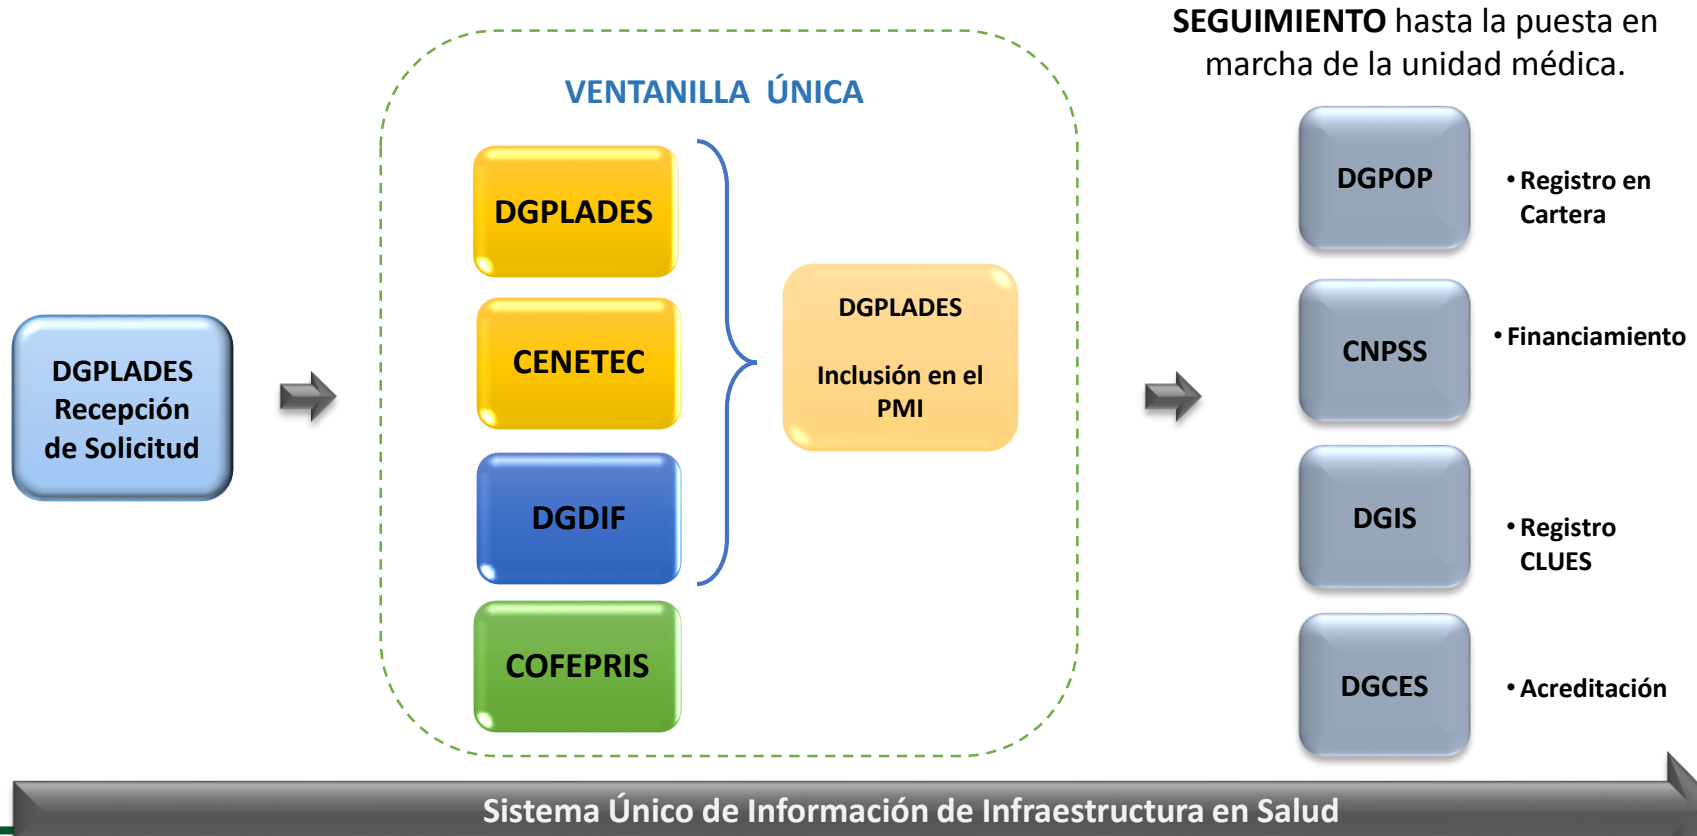 SEGUIMIENTO hasta la puesta en
marcha de la unidad médica.
VENTANILLA ÚNICA
DGPLADES
Recepción
de Solicitud
DGPLADES
CENETEC
DGDIF
COFEPRIS
DGPLADES
Inclusión en el
PMI
DGPOP
• Registro en
Cartera
CNPSS
• Financiamiento
DGIS
• Registro
CLUES
DGCES
• Acreditación
Sistema Único de Información de Infraestructura en Salud